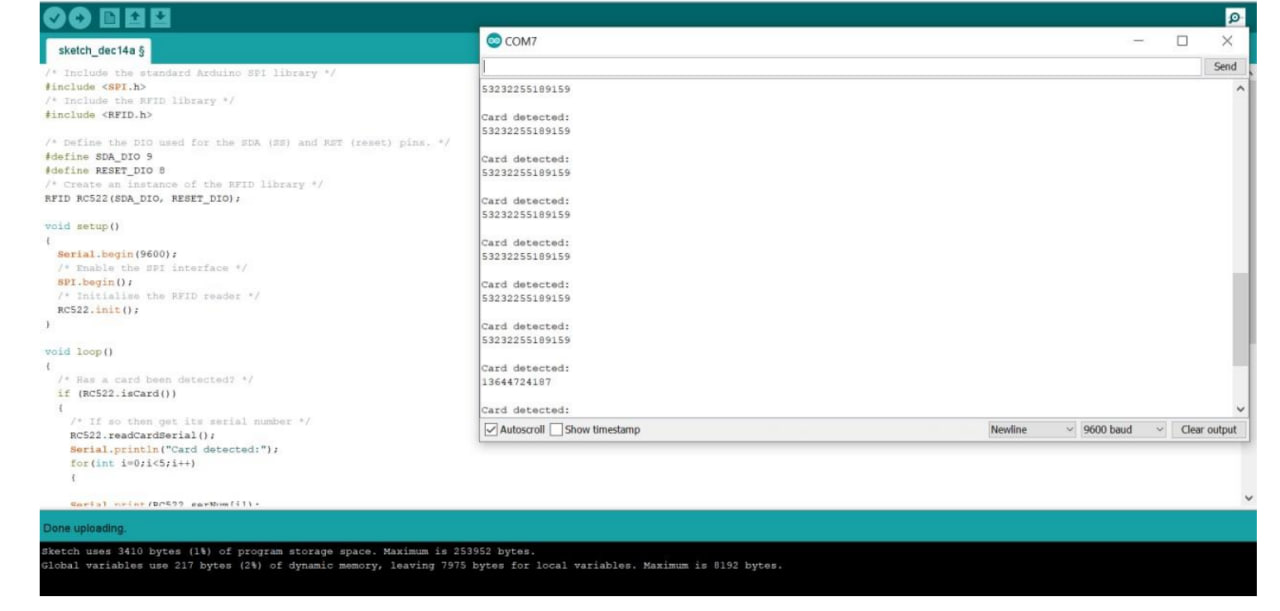 sketch_dec14a §
/* Include the standard Arduino SPI library */
#include <SPI.h>
/* Include the RFID library */
#include <RFID.h>
/* Define the DIO used for the SDA (SS) and RST (reset) pins. */
#define SDA_DIO 9
#define RESET_DIO 8
/* Create an instance of the RFID library */
RFID RC522(SDA_DIO, RESET_DIO);
void setup()
{
Serial.begin(9600);
/* Enable the SPI interface */
SPI.begin();
/* Initialise the RFID reader */
RC522.init();
}
void loop()
{
/* Has a card been detected? */
if (RC522.isCard())
{
/* If so then get its serial number */
RC522.readCardSerial();
Serial.println("Card detected:");
for(int i=0;i<5;i++)
{
Serial.print(RC522.serNum[i]);
COM7
Send
53232255189159
Card detected:
53232255189159
Card detected:
53232255189159
Card detected:
53232255189159
Card detected:
53232255189159
Card detected:
53232255189159
Card detected:
53232255189159
Card detected:
13644724187
Card detected:
Autoscroll Show timestamp
Newline
9600 baud
Clear output
Done uploading.
Sketch uses 3410 bytes (1%) of program storage space. Maximum is 253952 bytes.
Global variables use 217 bytes (2%) of dynamic memory, leaving 7975 bytes for local variables. Maximum is 8192 bytes.